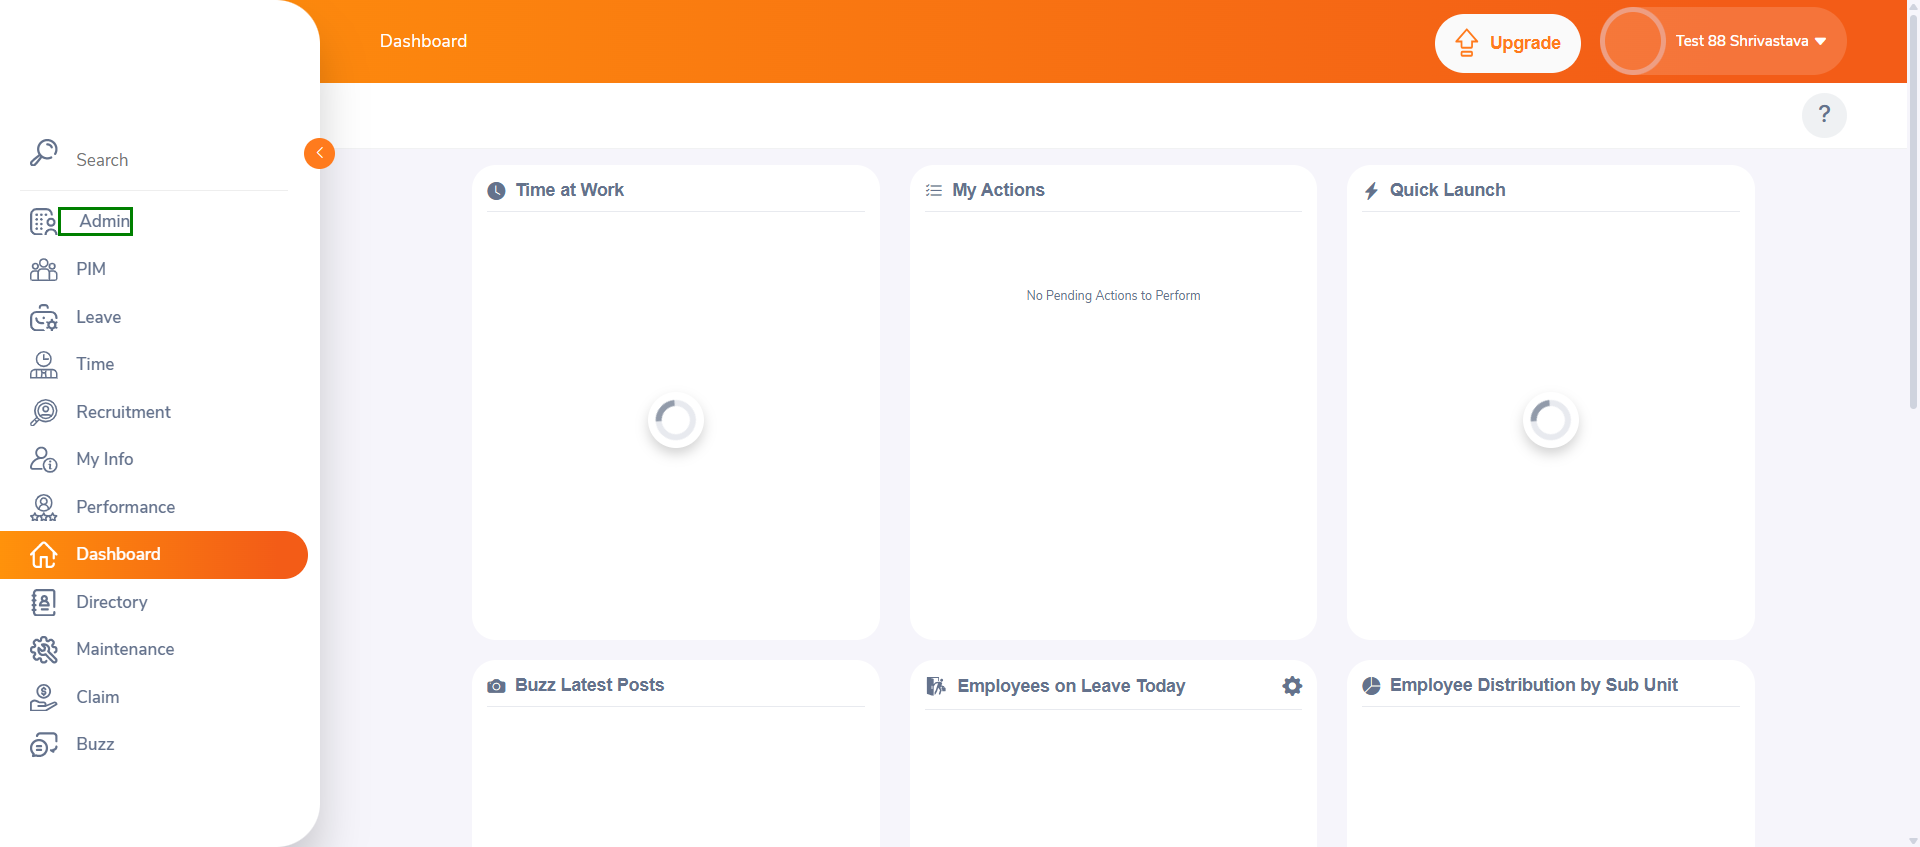 Dashboard
Upgrade
Test 88 Shrivastava
?
Search
Admin
PIM
Leave
Time
Recruitment
My Info
Performance
Dashboard
Directory
Maintenance
Claim
Buzz
Time at Work
My Actions
No Pending Actions to Perform
Quick Launch
Buzz Latest Posts
Employees on Leave Today
Employee Distribution by Sub Unit